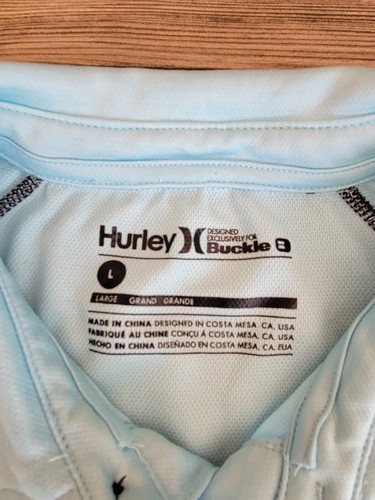 Hurley )( DESIGNED EXCLUSIVELY FOR Buckle B
L
LARGE GRAND GRANDE
MADE IN CHINA DESIGNED IN COSTA MESA, CA. USA
FABRIQUÉ AU CHINE CONÇU Á COSTA MESA, CA. USA
HECHO EN CHINA DISEÑADO EN COSTA MESA, CA. EUA